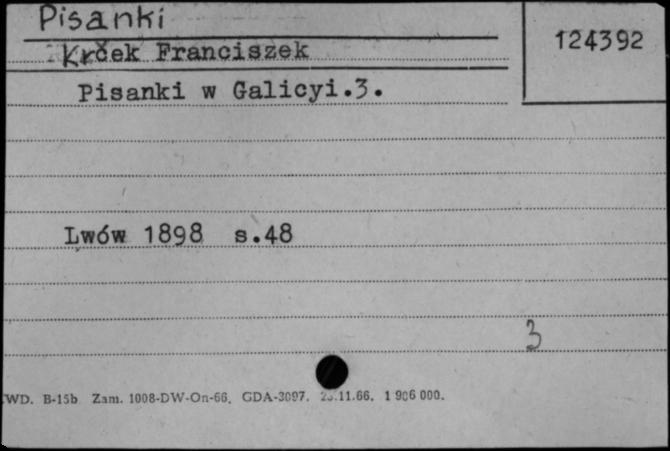 Pisanki
124392
Krček Franciszek
Pisanki w Galicyi.3.
Lwów 1898 s.48
3
WD. B-15b Zam. 1008-DW-On-66. GDA-3097. .11.66. 1 906 000.